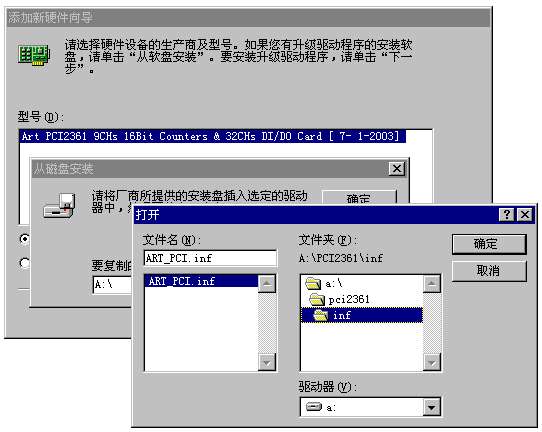 添加新硬件向导
请选择硬件设备的生产商及型号。如果您有升级驱动程序的安装软
盘，请单击“从软盘安装”。要安装升级驱动程序，请单击“下一
步”。
型号(D):
Art PCI2361 9CHs 16Bit Counters & 32CHs DI/DO Card [ 7- 1-2003]
从磁盘安装
请将厂商所提供的安装盘插入选定的驱动
器中，
确定
要复制的
A:\
打开
文件名(N):
ART_PCI.inf
ART_PCI.inf
文件夹(F):
A:\PCI2361\inf
a:\
pci2361
inf
驱动器(V):
a:
确定
取消